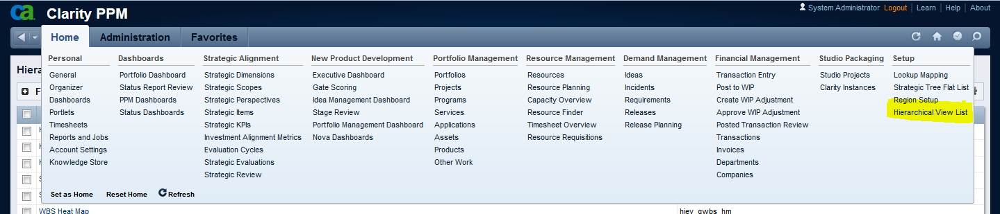 ca Clarity PPM
System Administrator Logout Learn Help About
Home Administration Favorites
Personal
General
Organizer
Dashboards
Portlets
Timesheets
Reports and Jobs
Account Settings
Knowledge Store
Dashboards
Portfolio Dashboard
Status Report Review
PPM Dashboards
Status Dashboards
Strategic Alignment
Strategic Dimensions
Strategic Scopes
Strategic Perspectives
Strategic Items
Strategic KPIs
Investment Alignment Metrics
Evaluation Cycles
Strategic Evaluations
Strategic Review
New Product Development
Executive Dashboard
Gate Scoring
Idea Management Dashboard
Stage Review
Portfolio Management Dashboard
Nova Dashboards
Portfolio Management
Portfolios
Projects
Programs
Services
Applications
Assets
Products
Other Work
Resource Management
Resources
Resource Planning
Capacity Overview
Resource Finder
Timesheet Overview
Resource Requisitions
Demand Management
Ideas
Incidents
Requirements
Releases
Release Planning
Financial Management
Transaction Entry
Post to WIP
Create WIP Adjustment
Approve WIP Adjustment
Posted Transaction Review
Transactions
Invoices
Departments
Companies
Studio Packaging
Studio Projects
Clarity Instances
Setup
Lookup Mapping
Strategic Tree Flat List
Region Setup
Hierarchical View List
Set as Home Reset Home Refresh
Hiera
F
WBS Heat Map hiev_gwbs_hm